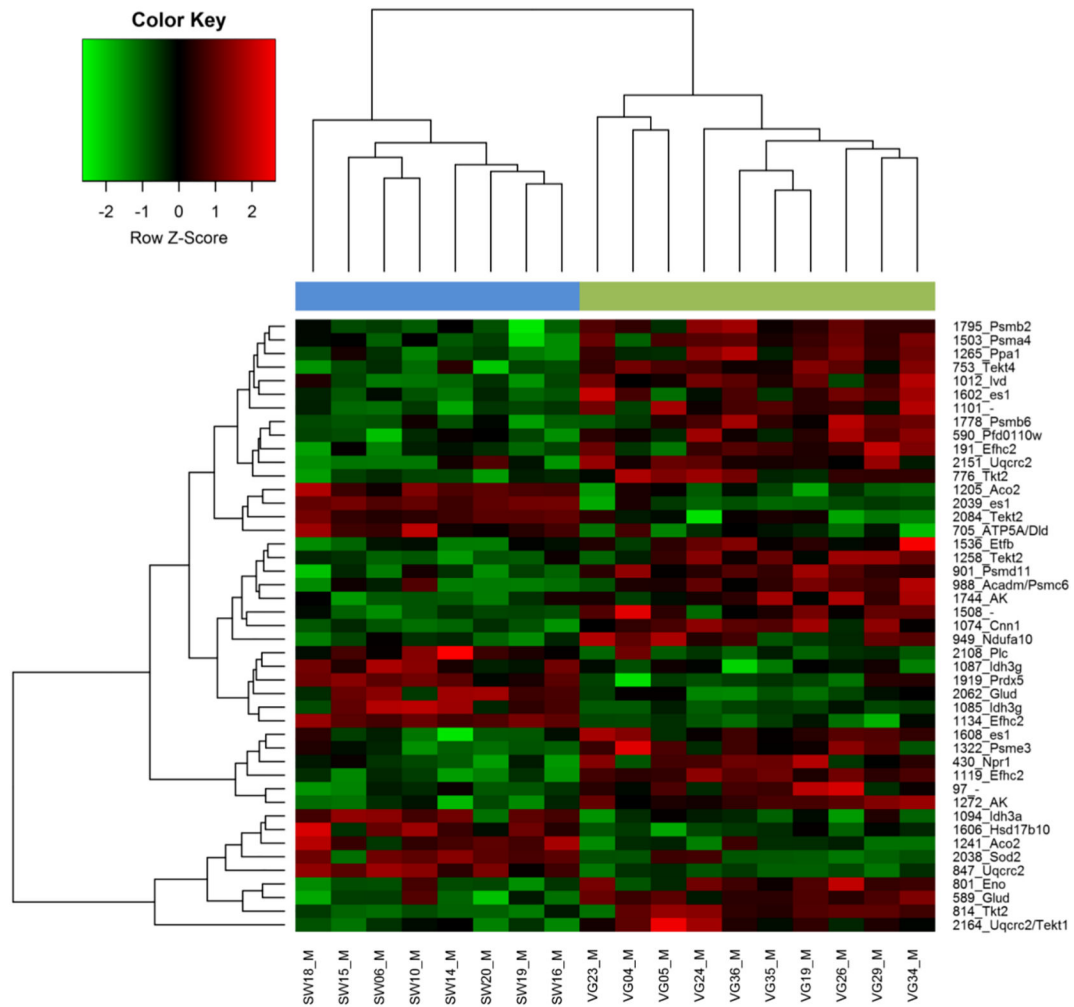 Color Key
-2 -1 0 1 2
Row Z-Score
1795_Psmb2
1503_Psma4
1265_Ppa1
753_Tekt4
1012_Ivd
1602_es1
1101_-
1778_Psmb6
590_Pfd0110w
191_Efhc2
2151_Uqcrc2
776_Tkt2
1205_Aco2
2039_es1
2084_Tekt2
705_ATP5A/Dld
1536_Etfb
1258_Tekt2
901_Psmd11
988_Acadm/Psmc6
1744_AK
1508_-
1074_Cnn1
949_Ndufa10
2108_Plc
1087_Idh3g
1919_Prdx5
2062_Glud
1085_Idh3g
1134_Efhc2
1608_es1
1322_Psme3
430_Npr1
1119_Efhc2
97_-
1272_AK
1094_Idh3a
1606_Hsd17b10
1241_Aco2
2038_Sod2
847_Uqcrc2
801_Eno
589_Glud
814_Tkt2
2164_Uqcrc2/Tekt1
SW18_M
SW15_M
SW06_M
SW10_M
SW14_M
SW20_M
SW19_M
SW16_M
VG23_M
VG04_M
VG05_M
VG24_M
VG36_M
VG35_M
VG19_M
VG26_M
VG29_M
VG34_M